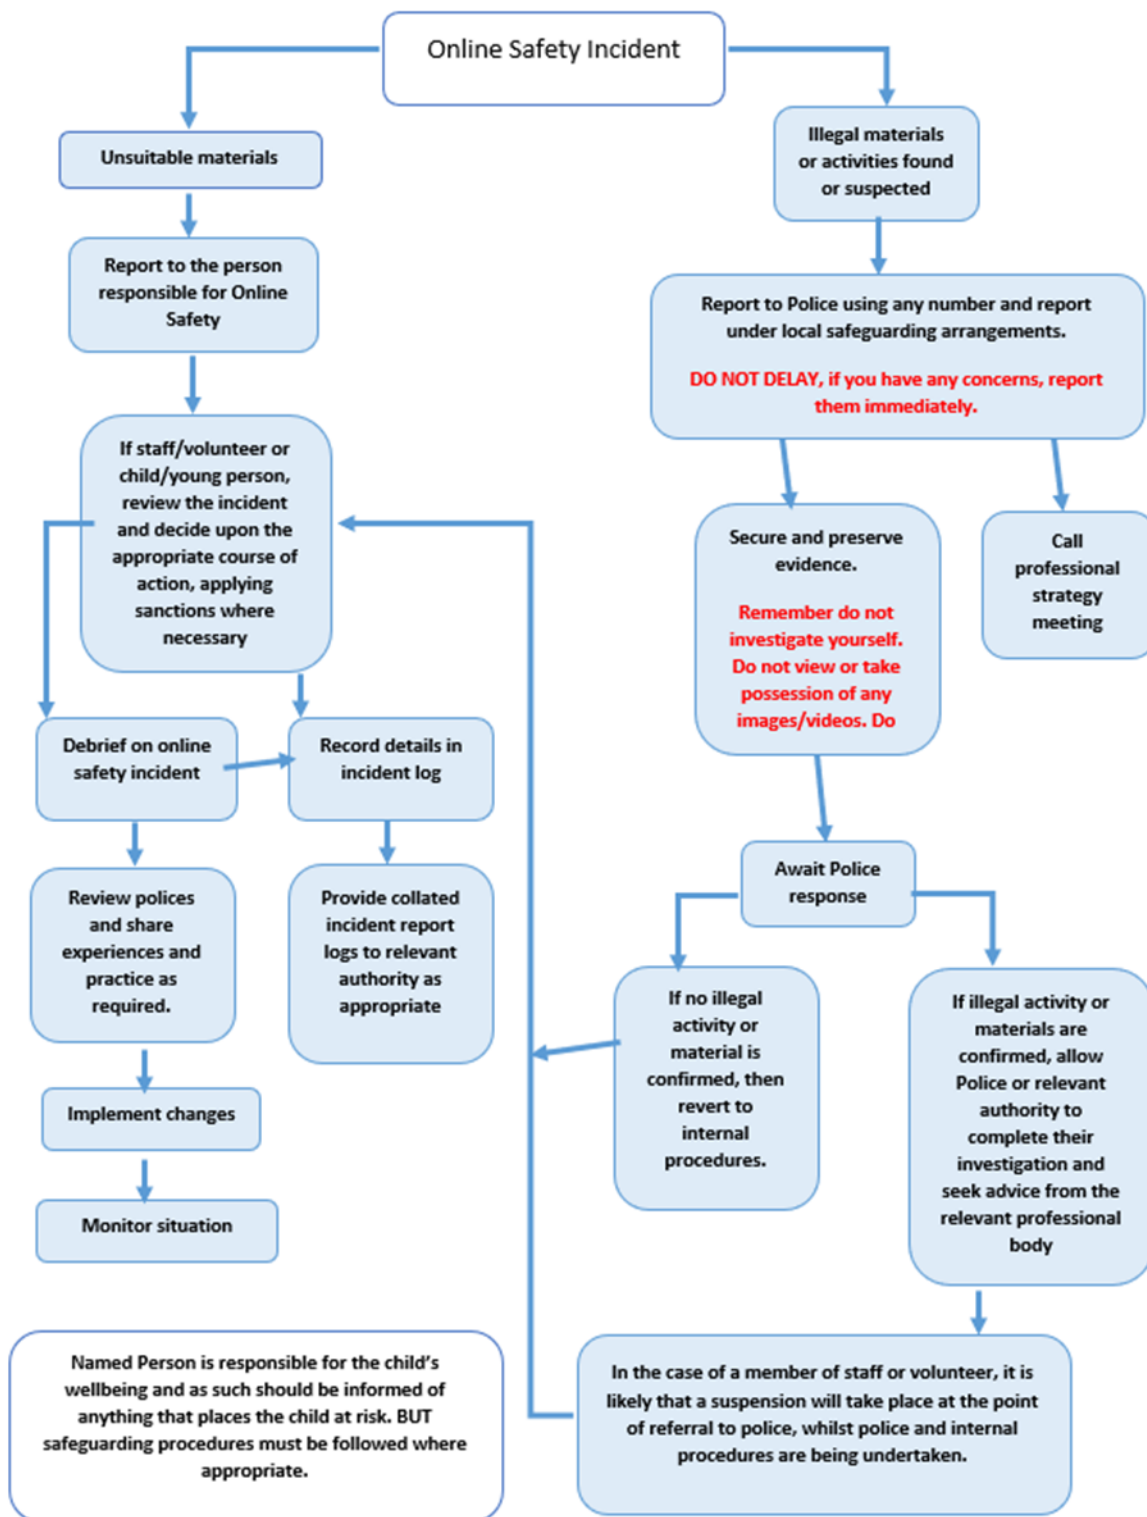 Online Safety Incident
Unsuitable materials
Illegal materials
or activities found
or suspected
Report to the person
responsible for Online
Safety
Report to Police using any number and report
under local safeguarding arrangements.
DO NOT DELAY, if you have any concerns, report
them immediately.
If staff/volunteer or
child/young person,
review the incident
and decide upon the
appropriate course of
action, applying
sanctions where
necessary
Secure and preserve
evidence.
Remember do not
investigate yourself.
Do not view or take
possession of any
images/videos. Do
Call
professional
strategy
meeting
Debrief on online
safety incident
Record details in
incident log
Await Police
response
Review polices
and share
experiences and
practice as
required.
Provide collated
incident report
logs to relevant
authority as
appropriate
If no illegal
activity or
material is
confirmed, then
revert to
internal
procedures.
If illegal activity or
materials are
confirmed, allow
Police or relevant
authority to
complete their
investigation and
seek advice from the
relevant professional
body
Implement changes
Monitor situation
Named Person is responsible for the child's
wellbeing and as such should be informed of
anything that places the child at risk. BUT
safeguarding procedures must be followed where
appropriate.
In the case of a member of staff or volunteer, it is
likely that a suspension will take place at the point
of referral to police, whilst police and internal
procedures are being undertaken.